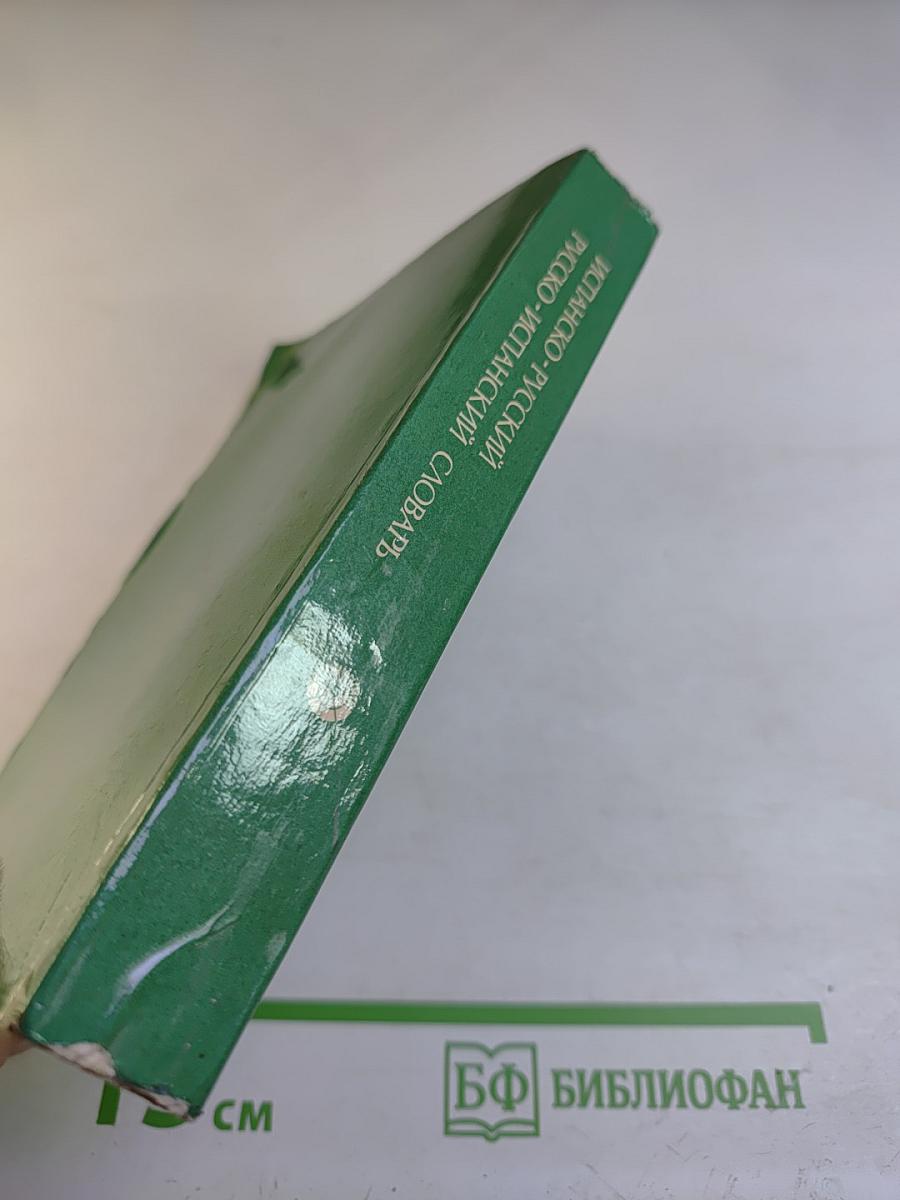 ИСПАНСКО-РУССКИЙ
РУССКО-ИСПАНСКИЙ СЛОВАРЬ
СМ
БФ БИБЛИОФАН